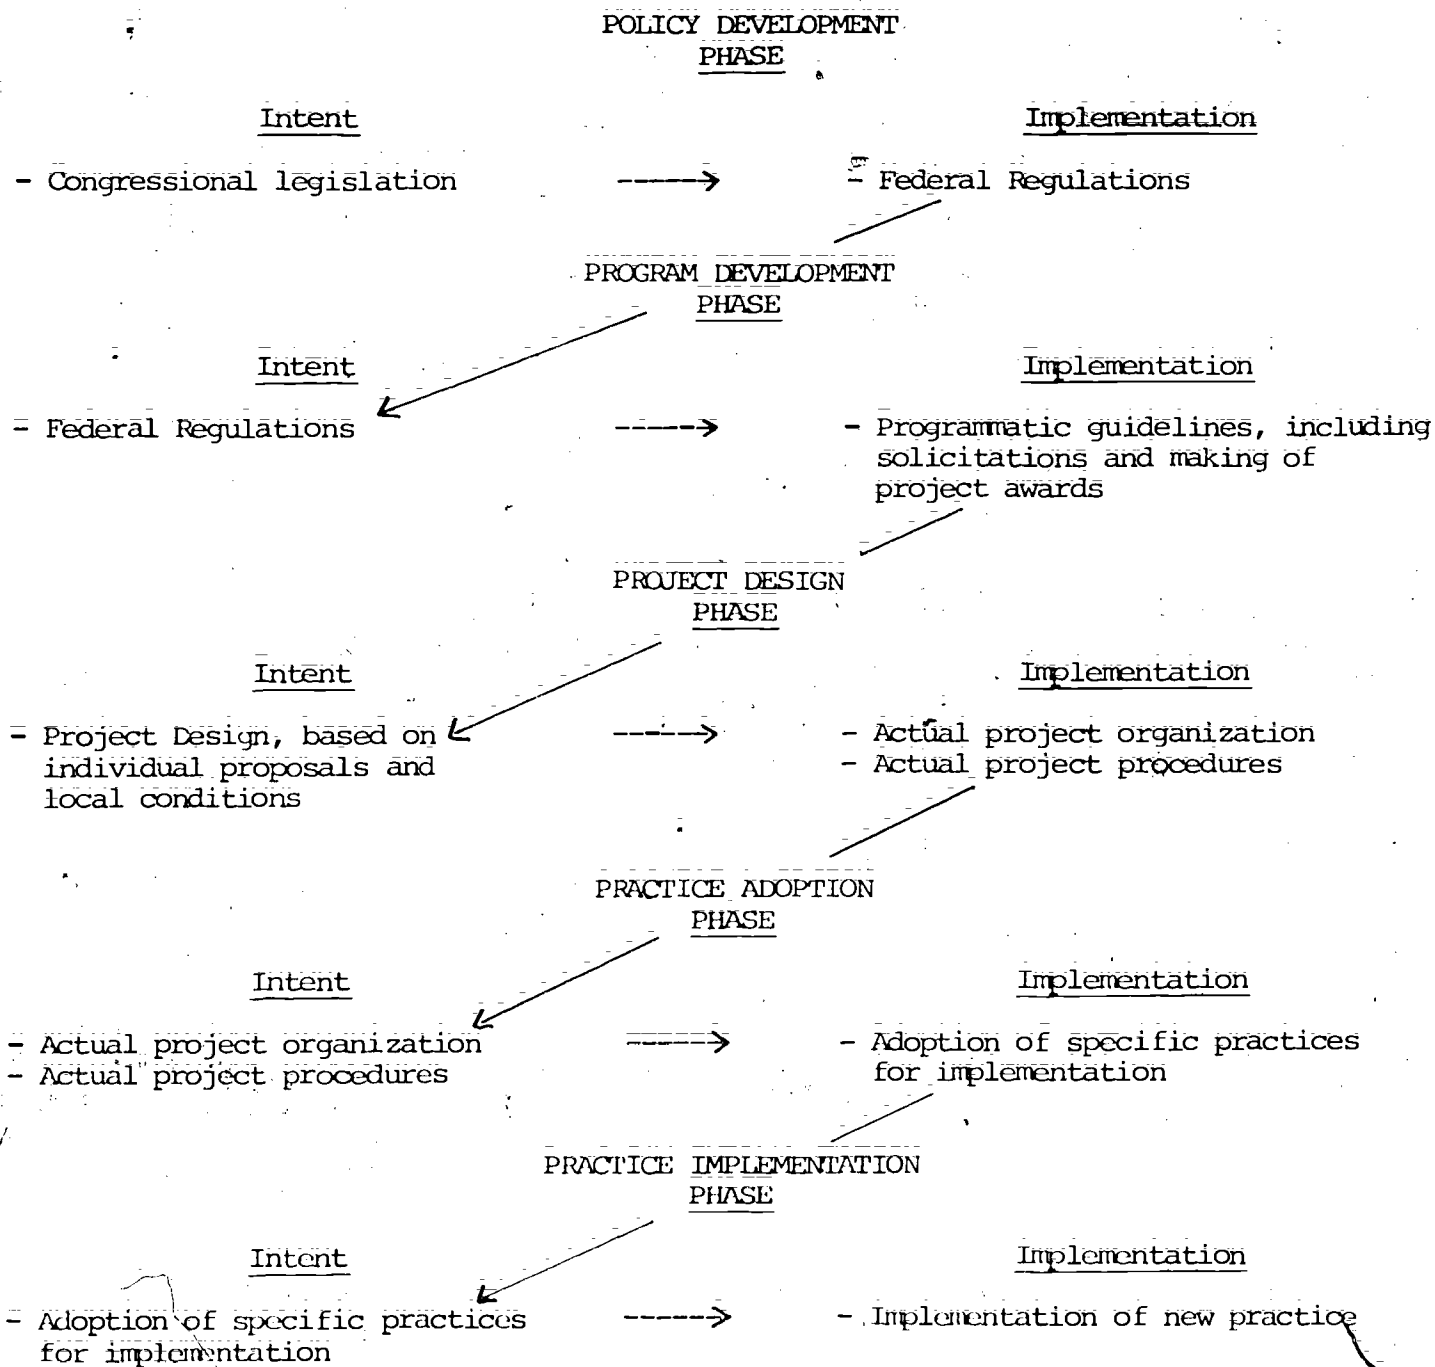 POLICY DEVELOPMENT
PHASE
Intent
Implementation
- Congressional legislation
- Federal Regulations
PROGRAM DEVELOPMENT
PHASE
Intent
Implementation
- Federal Regulations
- Programmatic guidelines, including
solicitations and making of
project awards
PROJECT DESIGN
PHASE
Intent
Implementation
- Project Design, based on
individual proposals and
local conditions
- Actual project organization
- Actual project procedures
PRACTICE ADOPTION
PHASE
Intent
Implementation
- Actual project organization
- Actual project procedures
- Adoption of specific practices
for implementation
PRACTICE IMPLEMENTATION
PHASE
Intent
Implementation
- Adoption of specific practices
for implementation
- Implementation of new practice